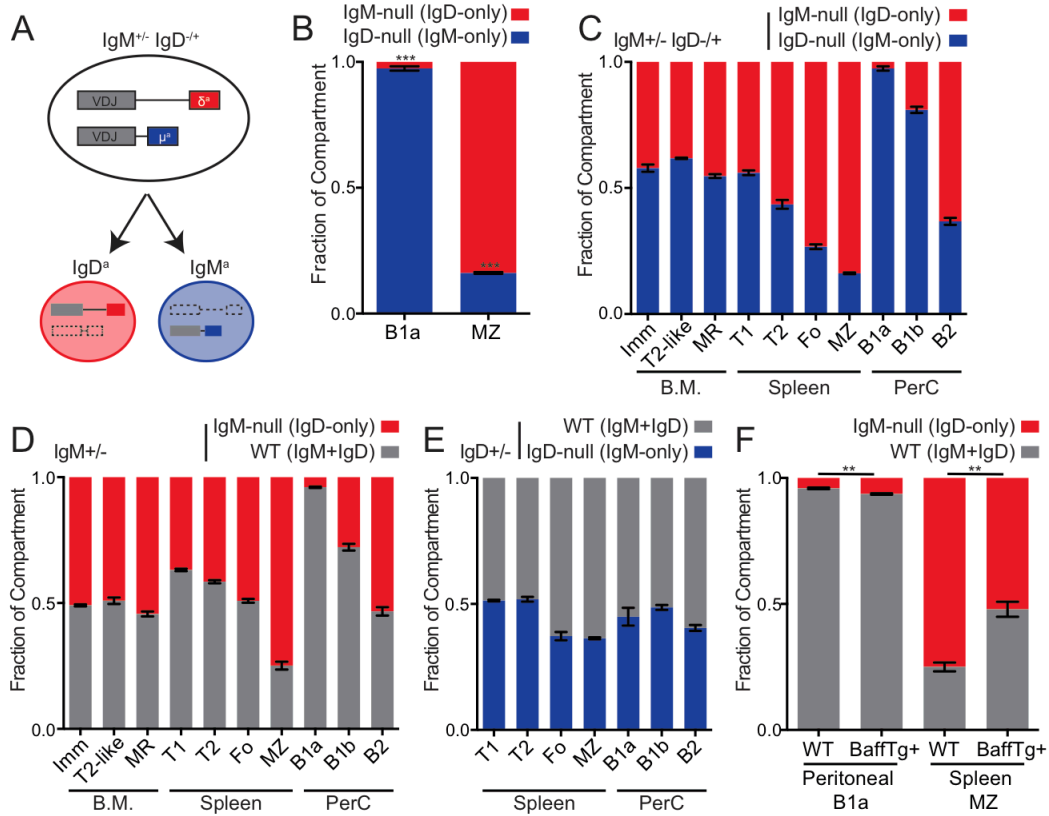 A
IgM+/- IgD-/+
VDJ
δa
VDJ
μa
IgDa
IgMa
B
IgM-null (IgD-only)
IgD-null (IgM-only)
Fraction of Compartment
1.0
0.5
0.0
***
***
B1a
MZ
C
IgM+/- IgD-/+
IgM-null (IgD-only)
IgD-null (IgM-only)
Fraction of Compartment
1.0
0.5
0.0
Imm
T2-like
MR
T1
T2
Fo
MZ
B1a
B1b
B2
B.M.
Spleen
PerC
D
IgM+/-
IgM-null (IgD-only)
WT (IgM+IgD)
Fraction of Compartment
1.0
0.5
0.0
Imm
T2-like
MR
T1
T2
Fo
MZ
B1a
B1b
B2
B.M.
Spleen
PerC
E
IgD+/-
WT (IgM+IgD)
IgD-null (IgM-only)
Fraction of Compartment
1.0
0.5
0.0
T1
T2
Fo
MZ
B1a
B1b
B2
Spleen
PerC
F
IgM-null (IgD-only)
WT (IgM+IgD)
Fraction of Compartment
1.0
0.5
0.0
**
**
WT
BaffTg+
WT
BaffTg+
Peritoneal
B1a
Spleen
MZ